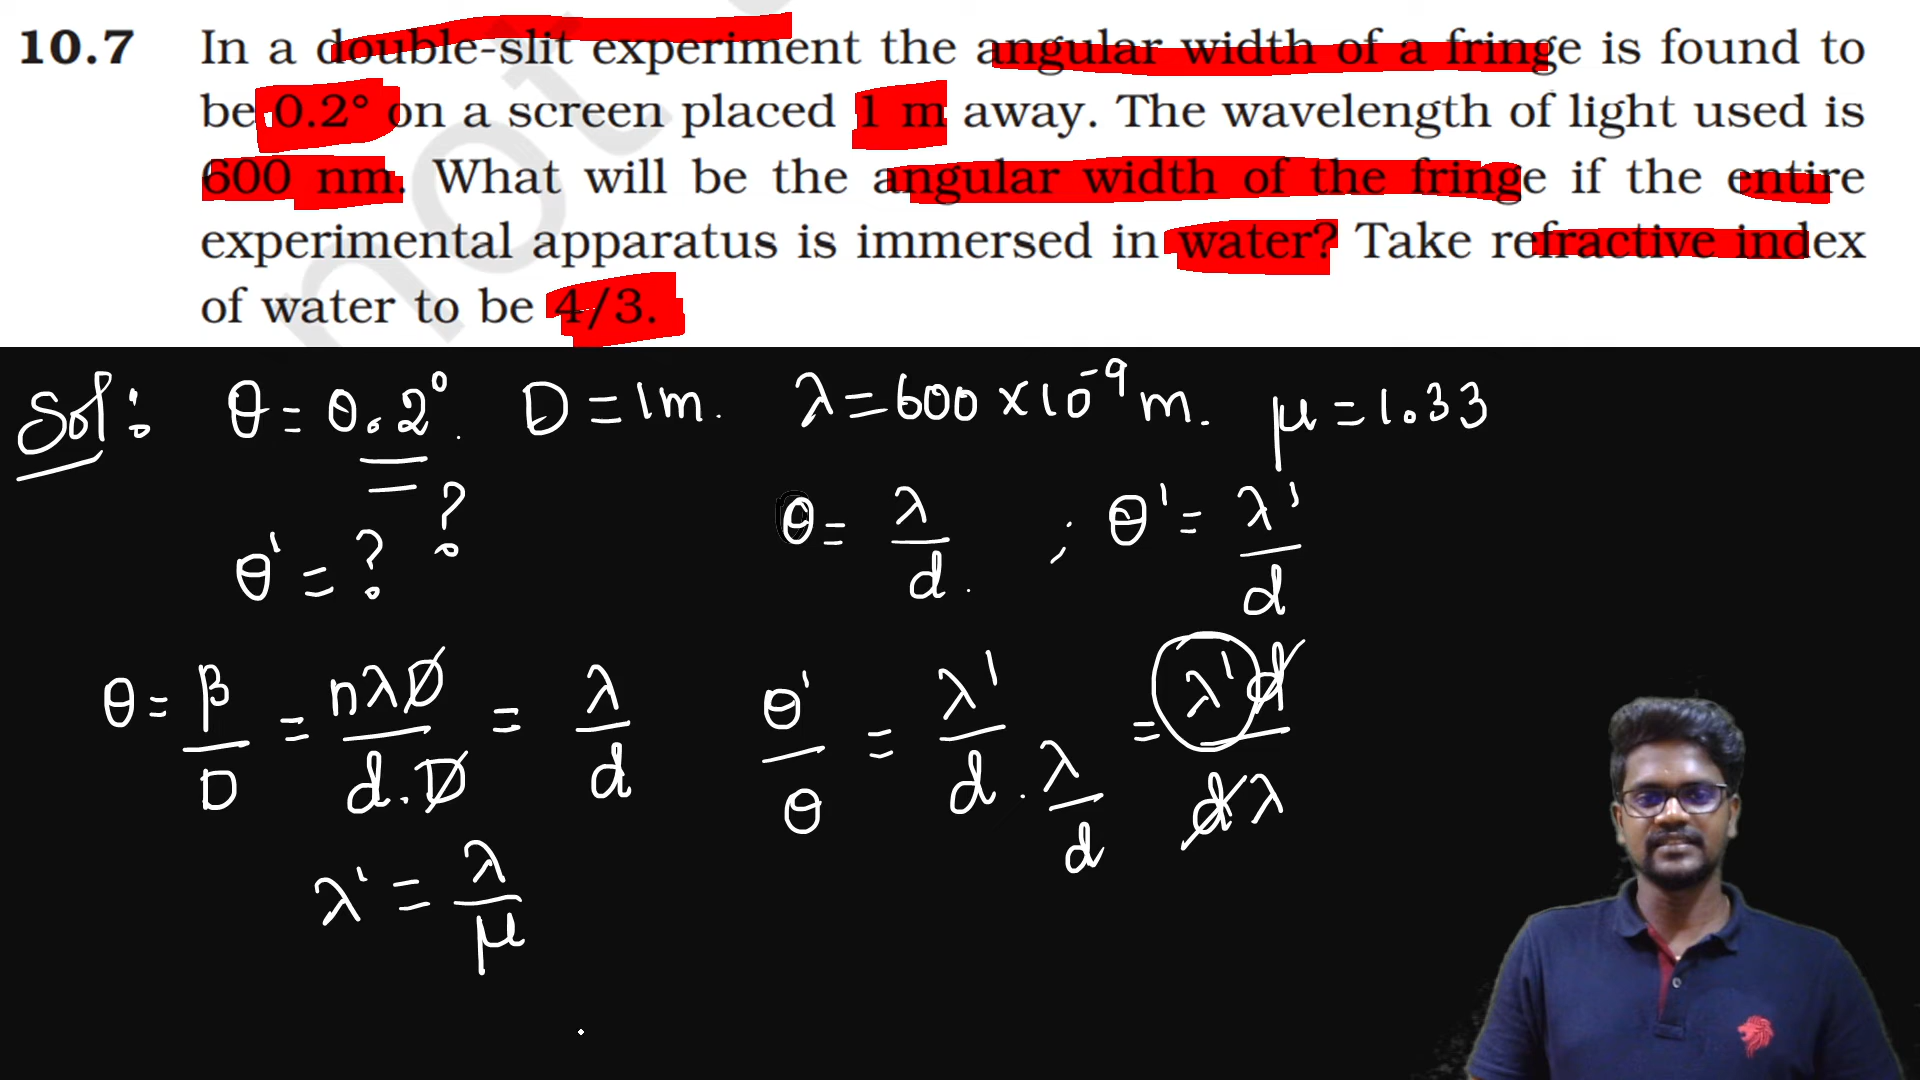 10.7 In a double-slit experiment the angular width of a fringe is found to
be 0.2° on a screen placed 1 m away. The wavelength of light used is
600 nm. What will be the angular width of the fringe if the entire
experimental apparatus is immersed in water? Take refractive index
of water to be 4/3.
Sol: θ = 0.2° D = 1m. λ = 600 × 10⁻⁹ m. μ = 1.33
θ' = ? ?
θ = λ/d. ; θ' = λ'/d
θ = β/D = nλD/d.D = λ/d
θ'/θ = λ'/d . λ/d = λ'd/dλ
λ' = λ/μ
not